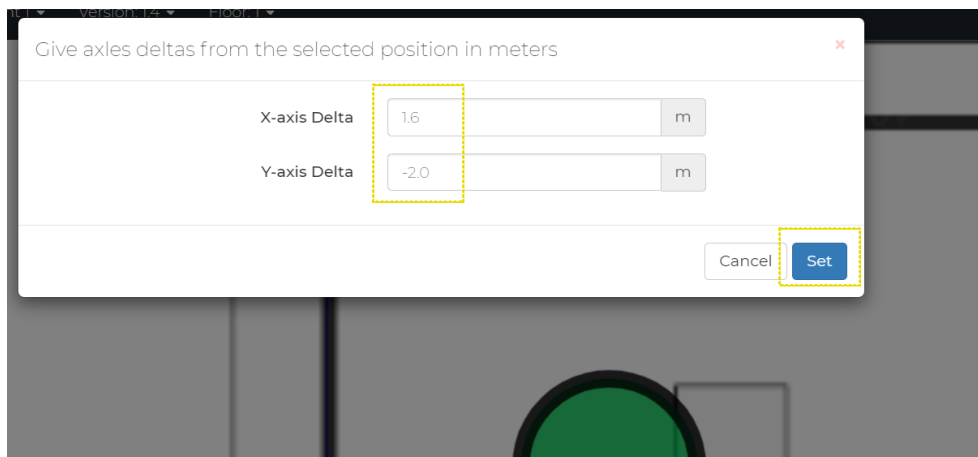 Version: 1.4 Floor: 1
Give axles deltas from the selected position in meters
×
X-axis Delta 1.6 m
Y-axis Delta -2.0 m
Cancel Set